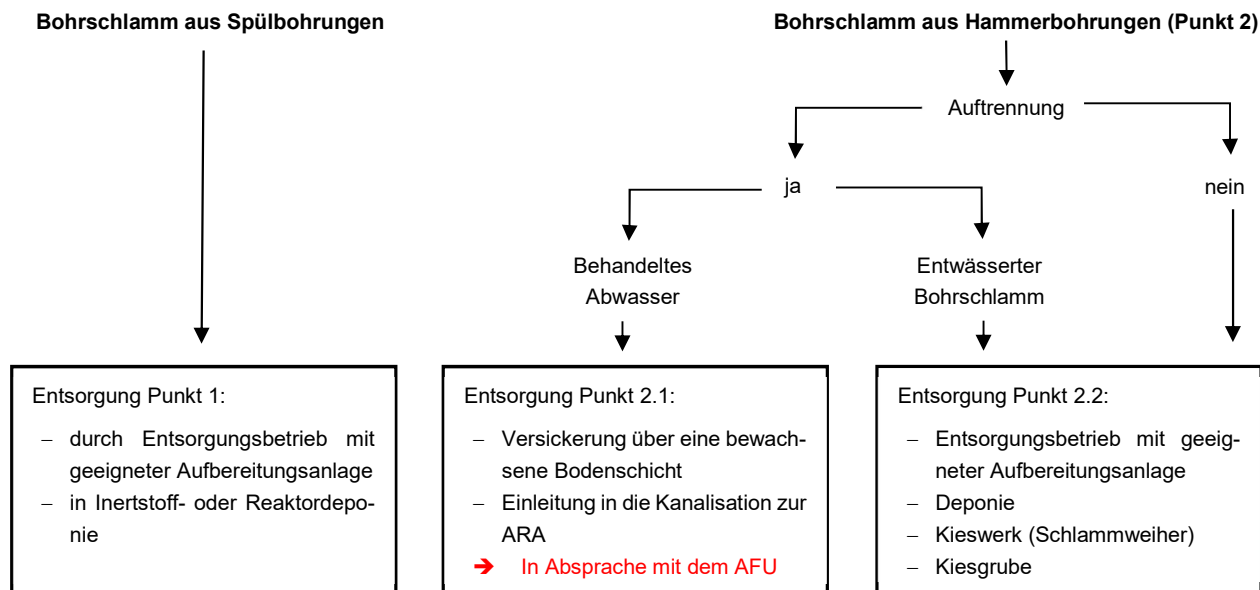 Bohrschlamm aus Spülbohrungen
Bohrschlamm aus Hammerbohrungen (Punkt 2)
Auftrennung
ja
nein
Behandeltes
Abwasser
Entwässerter
Bohrschlamm
Entsorgung Punkt 1:
– durch Entsorgungsbetrieb mit
geeigneter Aufbereitungsanlage
– in Inertstoff- oder Reaktordepo-
nie
Entsorgung Punkt 2.1:
– Versickerung über eine bewach-
sene Bodenschicht
– Einleitung in die Kanalisation zur
ARA
➔ In Absprache mit dem AFU
Entsorgung Punkt 2.2:
– Entsorgungsbetrieb mit geeig-
neter Aufbereitungsanlage
– Deponie
– Kieswerk (Schlammweiher)
– Kiesgrube